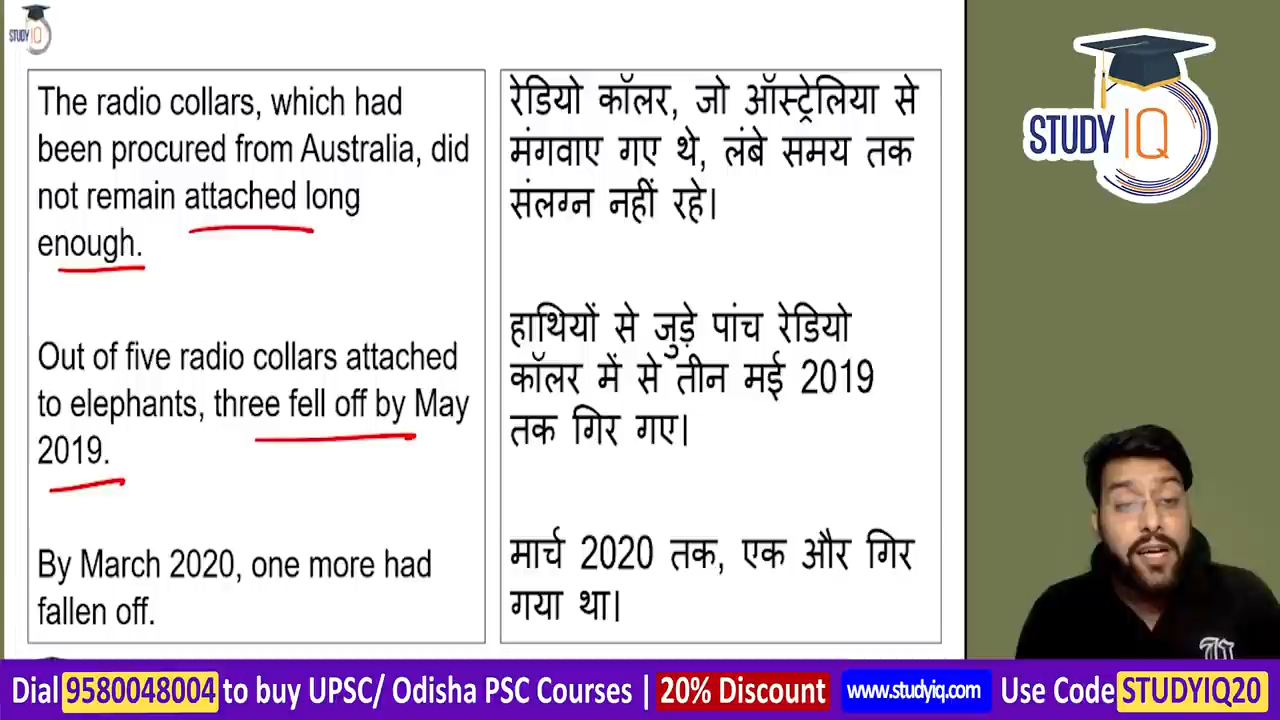 STUDY IQ
The radio collars, which had
been procured from Australia, did
not remain attached long
enough.
Out of five radio collars attached
to elephants, three fell off by May
2019.
By March 2020, one more had
fallen off.
रेडियो कॉलर, जो ऑस्ट्रेलिया से
मंगवाए गए थे, लंबे समय तक
संलग्न नहीं रहे।
हाथियों से जुड़े पांच रेडियो
कॉलर में से तीन मई 2019
तक गिर गए।
मार्च 2020 तक, एक और गिर
गया था।
STUDY IQ
Dial 9580048004 to buy UPSC/ Odisha PSC Courses | 20% Discount www.studyiq.com Use Code STUDYIQ20